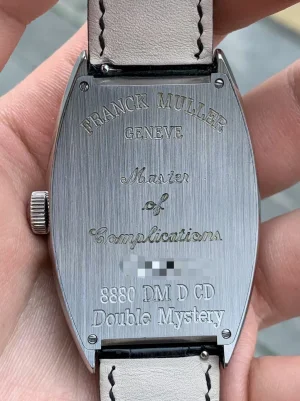 FRANCK MULLER
GENEVE
Master
of
Complications
8880 DM D CD
Double Mystery